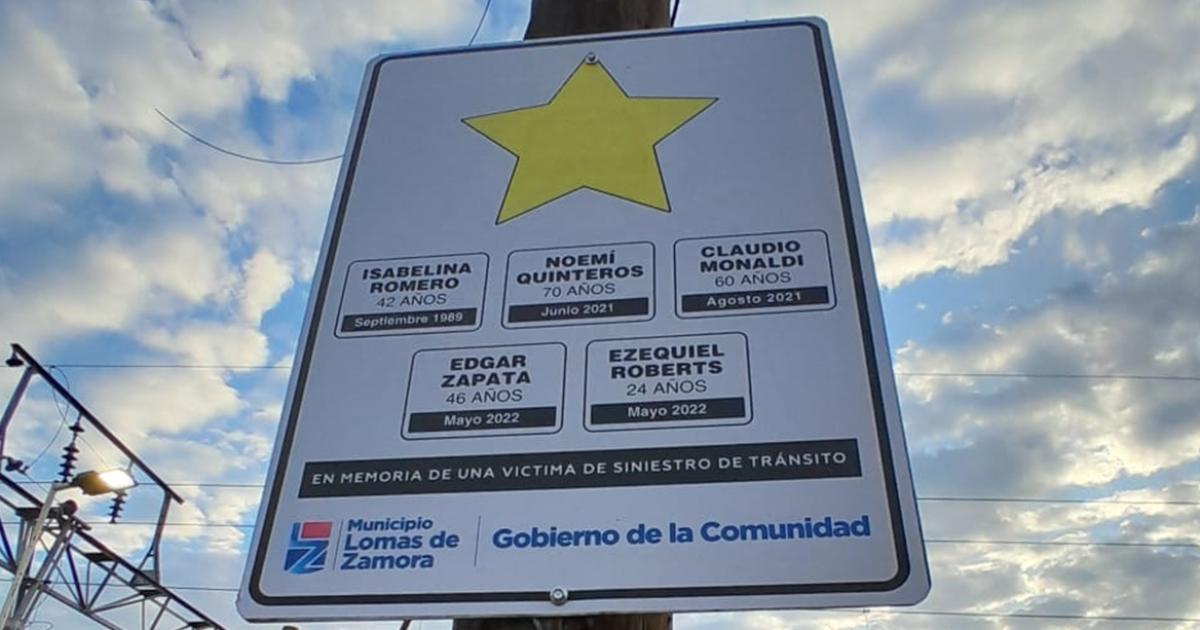 ISABELINA
ROMERO
42 AÑOS
Septiembre 1989
NOEMÍ
QUINTEROS
70 AÑOS
Junio 2021
CLAUDIO
MONALDI
60 AÑOS
Agosto 2021
EDGAR
ZAPATA
46 AÑOS
Mayo 2022
EZEQUIEL
ROBERTS
24 AÑOS
Mayo 2022
EN MEMORIA DE UNA VICTIMA DE SINIESTRO DE TRÁNSITO
Municipio
Lomas de
Zamora
Gobierno de la Comunidad